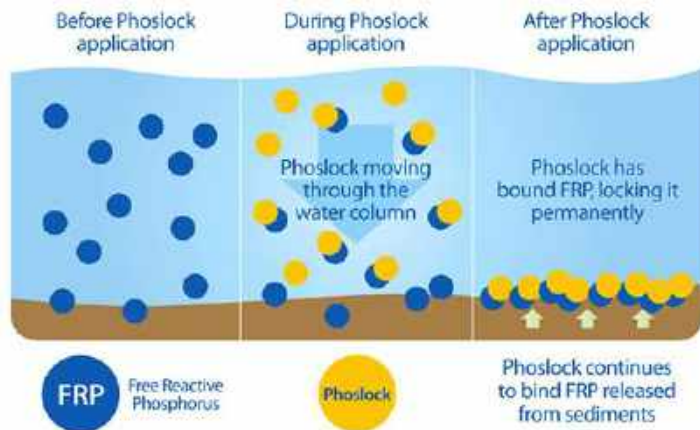 Before Phoslock
application
During Phoslock
application
After Phoslock
application
Phoslock moving
through the
water column
Phoslock has
bound FRP, locking it
permanently
FRP
Free Reactive
Phosphorus
Phoslock
Phoslock continues
to bind FRP released
from sediments